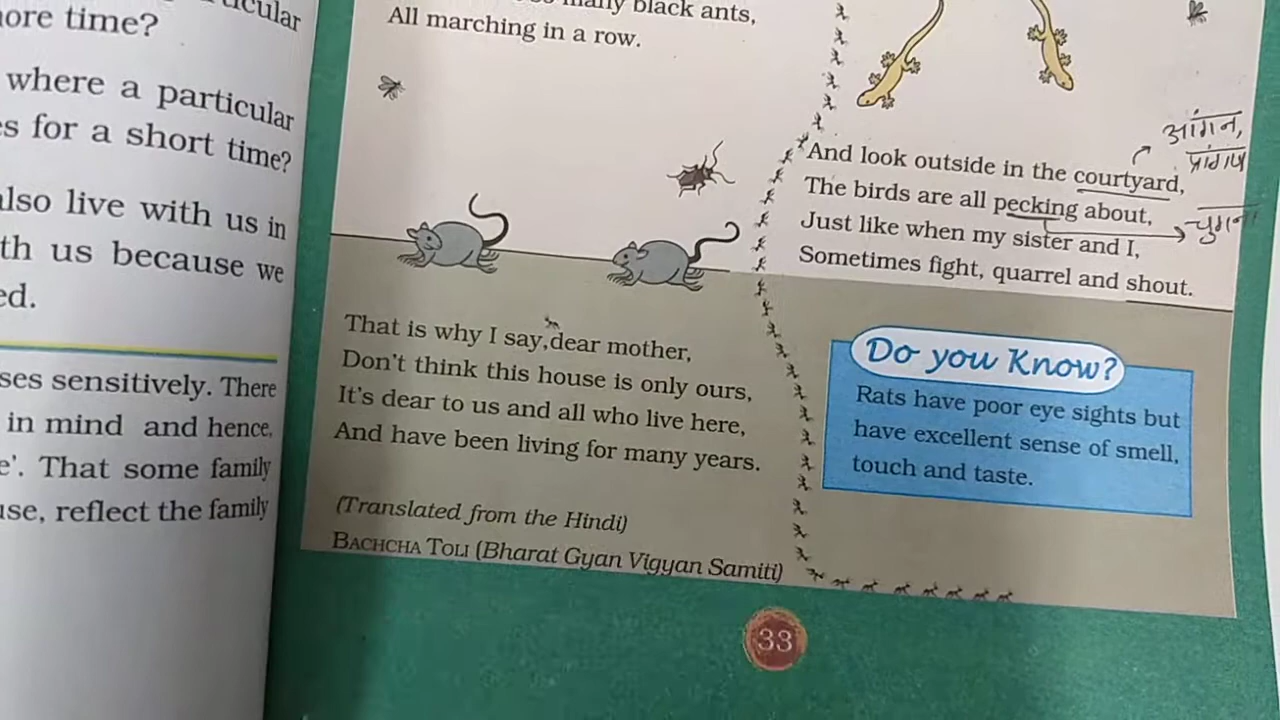 ticular
ore time?
where a particular
s for a short time?
also live with us in
th us because we
ed.
ses sensitively. There
in mind and hence,
e'. That some family
use, reflect the family
many black ants,
All marching in a row.
And look outside in the courtyard,
The birds are all pecking about,
Just like when my sister and I,
Sometimes fight, quarrel and shout.
आंगन,
चुगना
That is why I say, dear mother,
Don't think this house is only ours,
It's dear to us and all who live here,
And have been living for many years.
(Translated from the Hindi)
BACHCHA TOLI (Bharat Gyan Vigyan Samiti)
Do you Know?
Rats have poor eye sights but
have excellent sense of smell,
touch and taste.
33